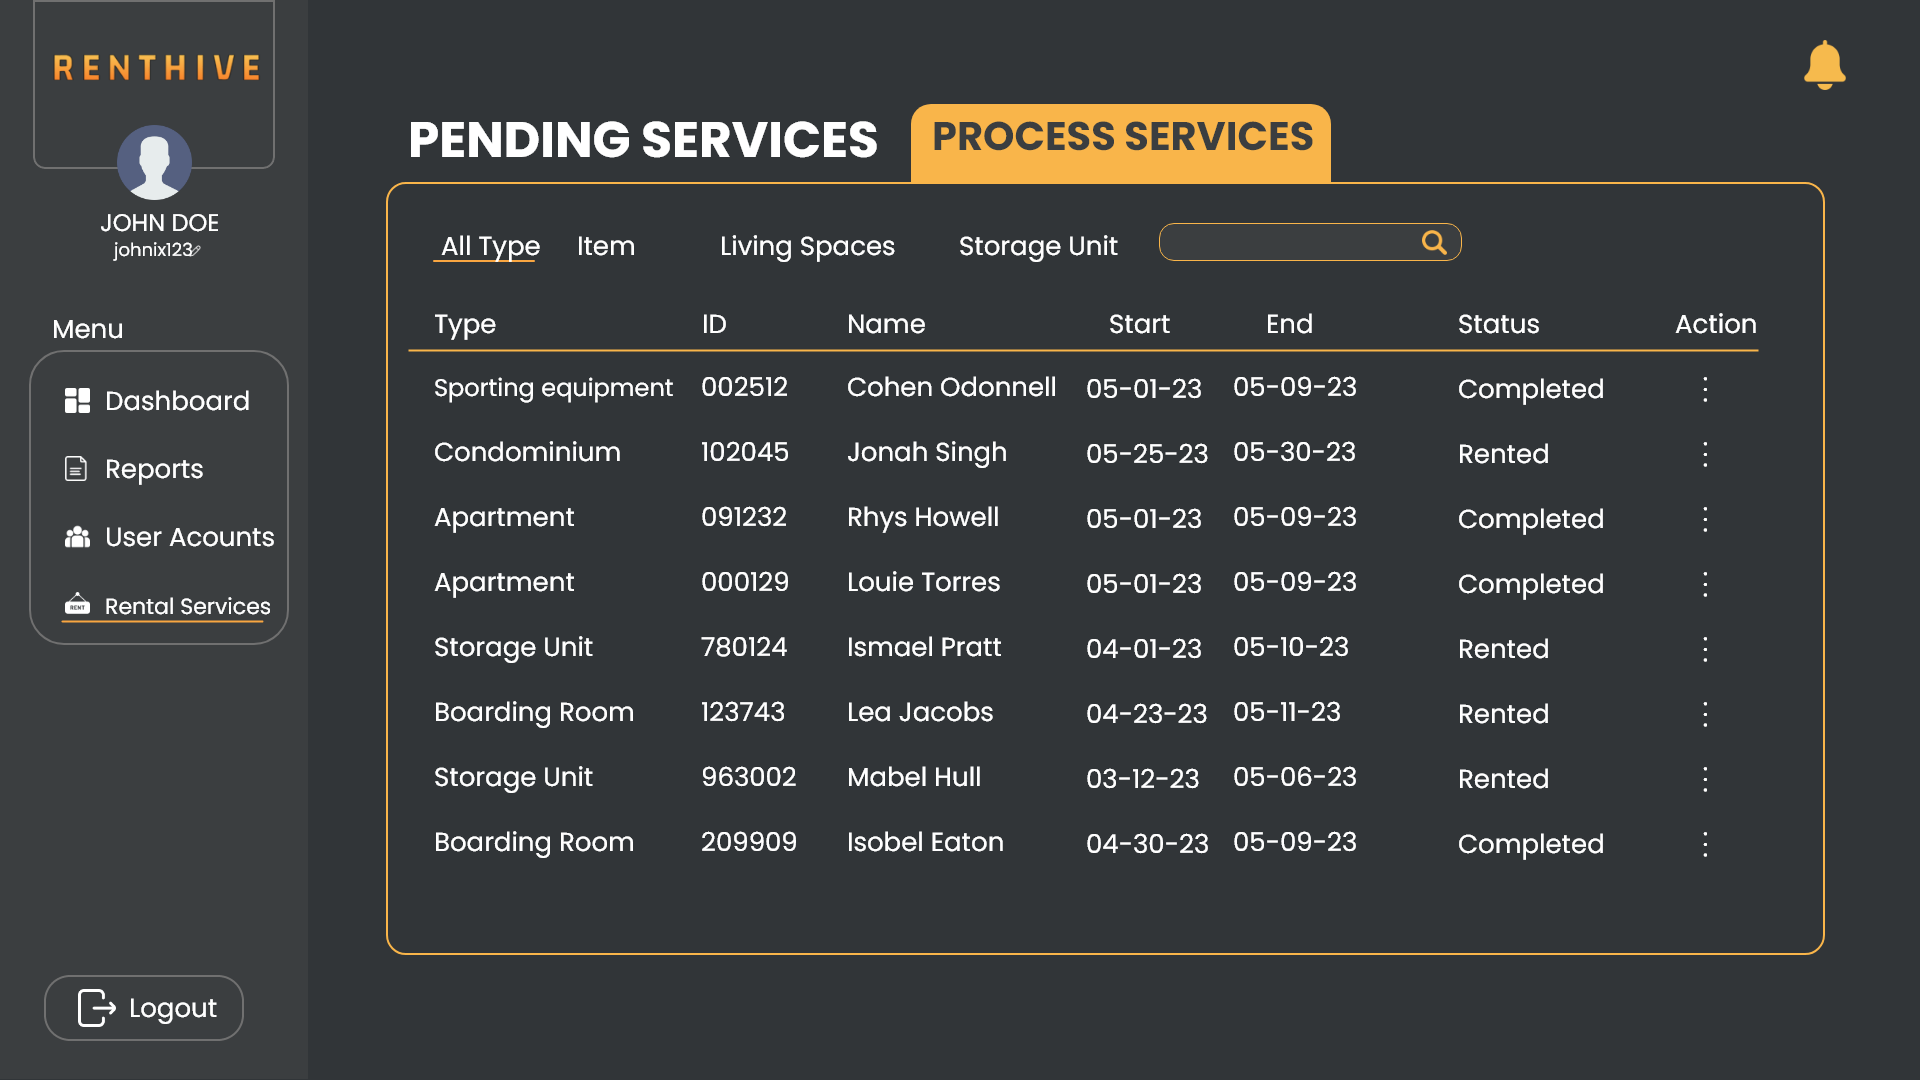 RENTHIVE
JOHN DOE
johnix123
Menu
Dashboard
Reports
User Acounts
RENT
Rental Services
Logout
PENDING SERVICES
PROCESS SERVICES
All Type Item Living Spaces Storage Unit
Type ID Name Start End Status Action
Sporting equipment 002512 Cohen Odonnell 05-01-23 05-09-23 Completed
Condominium 102045 Jonah Singh 05-25-23 05-30-23 Rented
Apartment 091232 Rhys Howell 05-01-23 05-09-23 Completed
Apartment 000129 Louie Torres 05-01-23 05-09-23 Completed
Storage Unit 780124 Ismael Pratt 04-01-23 05-10-23 Rented
Boarding Room 123743 Lea Jacobs 04-23-23 05-11-23 Rented
Storage Unit 963002 Mabel Hull 03-12-23 05-06-23 Rented
Boarding Room 209909 Isobel Eaton 04-30-23 05-09-23 Completed